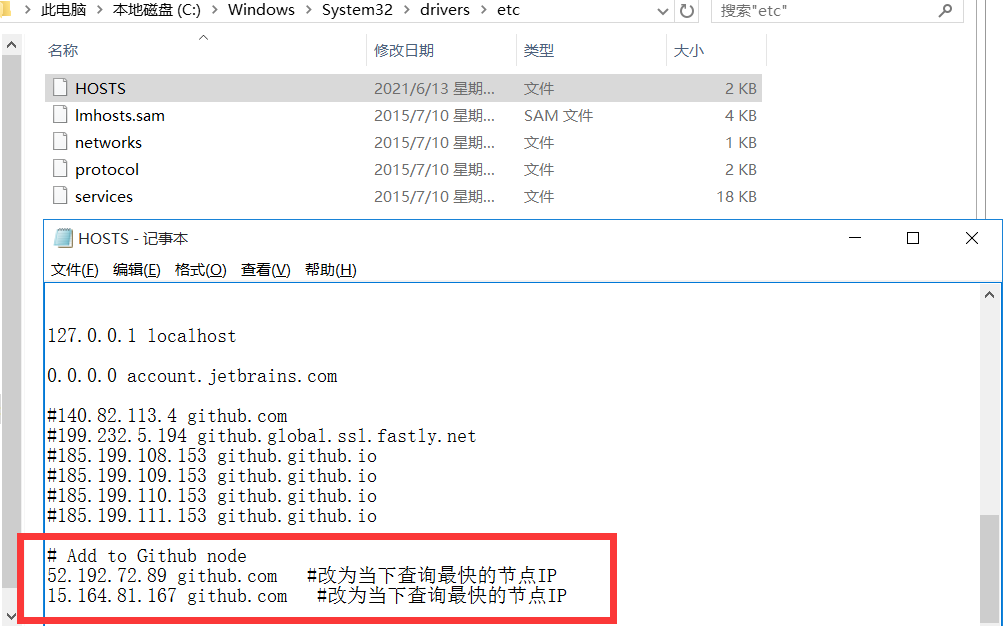 此电脑 > 本地磁盘 (C:) > Windows > System32 > drivers > etc
搜索"etc"
名称 修改日期 类型 大小
HOSTS 2021/6/13 星期... 文件 2 KB
lmhosts.sam 2015/7/10 星期... SAM 文件 4 KB
networks 2015/7/10 星期... 文件 1 KB
protocol 2015/7/10 星期... 文件 2 KB
services 2015/7/10 星期... 文件 18 KB
HOSTS - 记事本
文件(F) 编辑(E) 格式(O) 查看(V) 帮助(H)
127.0.0.1 localhost
0.0.0.0 account.jetbrains.com
#140.82.113.4 github.com
#199.232.5.194 github.global.ssl.fastly.net
#185.199.108.153 github.github.io
#185.199.109.153 github.github.io
#185.199.110.153 github.github.io
#185.199.111.153 github.github.io
# Add to Github node
52.192.72.89 github.com #改为当下查询最快的节点IP
15.164.81.167 github.com #改为当下查询最快的节点IP